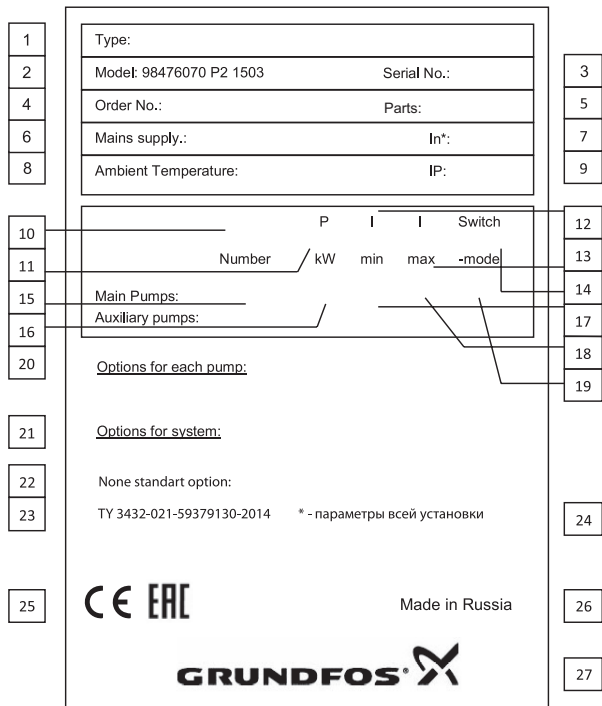 1 Type:
2 Model: 98476070 P2 1503 Serial No.: 3
4 Order No.: Parts: 5
6 Mains supply.: In*: 7
8 Ambient Temperature: IP: 9
P I I Switch 12
10
Number kW min max -mode 13
11
14
15 Main Pumps:
17
16 Auxiliary pumps:
18
20 Options for each pump:
19
21 Options for system:
22 None standart option:
23 ТУ 3432-021-59379130-2014 * - параметры всей установки 24
25 CE EAC Made in Russia 26
GRUNDFOS 27